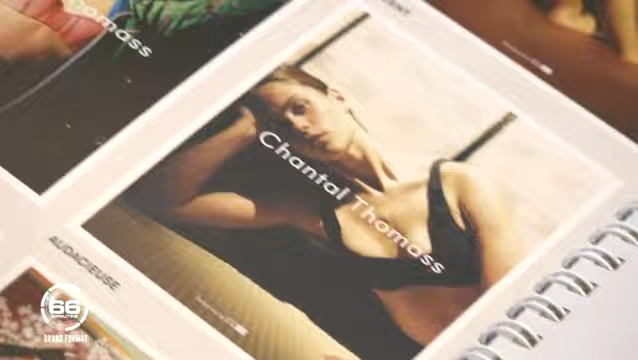 Thomass
Chantal Thomass
AUDACIEUSE
66
MINUTES
GRAND FORMAT